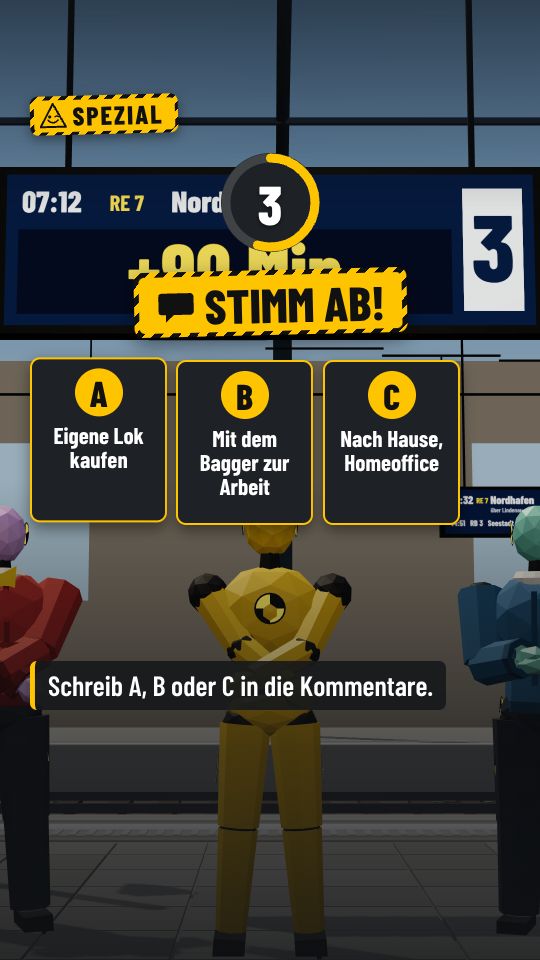 SPEZIAL
07:12 RE 7 Nord
3
3
STIMM AB!
A
Eigene Lok
kaufen
B
Mit dem
Bagger zur
Arbeit
C
Nach Hause,
Homeoffice
:32 RE 7 Nordhafen
RB 3
Schreib A, B oder C in die Kommentare.